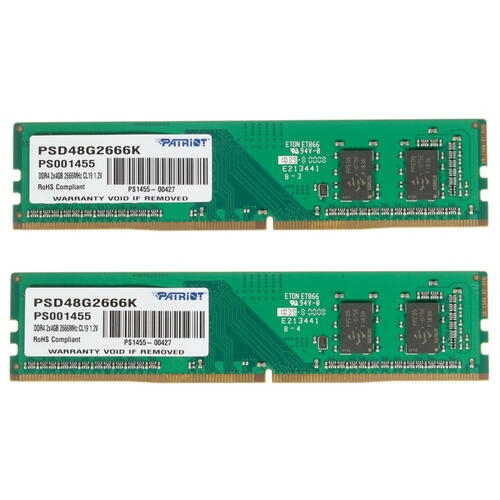 PSD48G2666K
PATRIOT
PS001455
DDR4 2x4GB 2666MHz CL19 1.2V
RoHS Compliant
PS1455-00427
WARRANTY VOID IF REMOVED
ETON ET866
94V-0
E213441
8-3
PSD48G2666K
PATRIOT
PS001455
DDR4 2x4GB 2666MHz CL19 1.2V
RoHS Compliant
PS1455-00427
WARRANTY VOID IF REMOVED
ETON ET866
94V-0
E213441
8-4